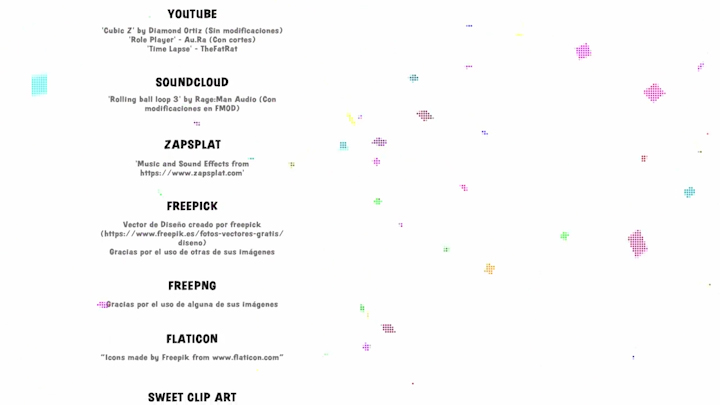 YOUTUBE
'Cubic Z' by Diamond Ortiz (Sin modificaciones)
'Role Player' - Au.Ra (Con cortes)
'Time Lapse' - TheFatRat
SOUNDCLOUD
'Rolling ball loop 3' by Rage:Man Audio (Con
modificaciones en FMOD)
ZAPSPLAT
'Music and Sound Effects from
https://www.zapsplat.com'
FREEPICK
Vector de Diseño creado por freepick
(https://www.freepik.es/fotos-vectores-gratis/
diseno)
Gracias por el uso de otras de sus imágenes
FREEPNG
Gracias por el uso de alguna de sus imágenes
FLATICON
"Icons made by Freepik from www.flaticon.com"
SWEET CLIP ART